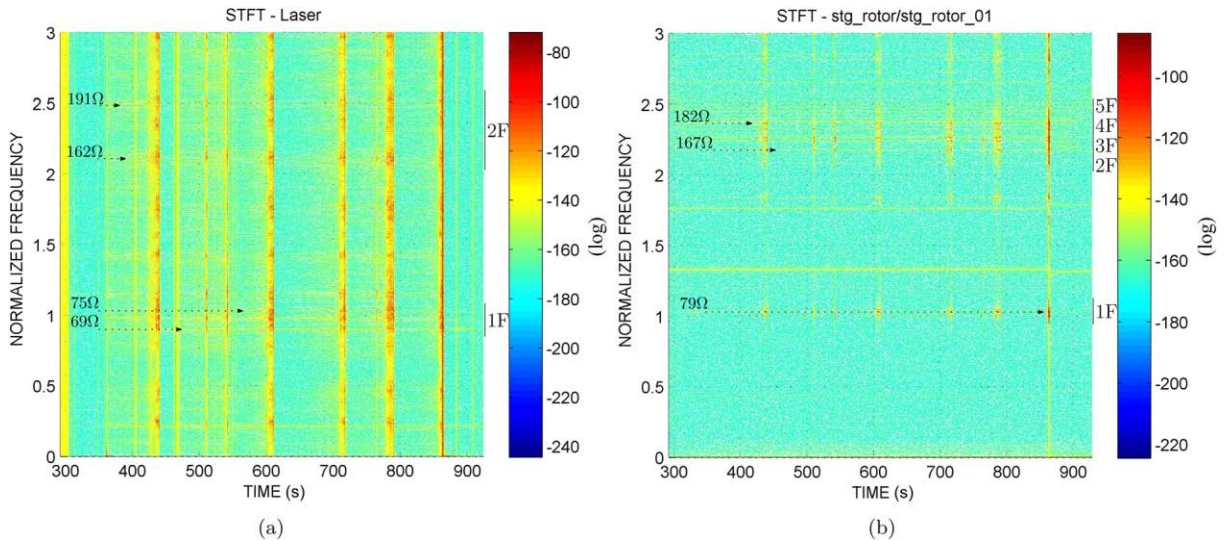 STFT - Laser
NORMALIZED FREQUENCY
3
2.5
2
1.5
1
0.5
0
191Ω
162Ω
75Ω
69Ω
2F
1F
300 400 500 600 700 800 900
TIME (s)
-80
-100
-120
-140
-160
-180
-200
-220
-240
(log)
(a)
STFT - stg_rotor/stg_rotor_01
NORMALIZED FREQUENCY
3
2.5
2
1.5
1
0.5
0
182Ω
167Ω
79Ω
5F
4F
3F
2F
1F
300 400 500 600 700 800 900
TIME (s)
-100
-120
-140
-160
-180
-200
-220
(log)
(b)